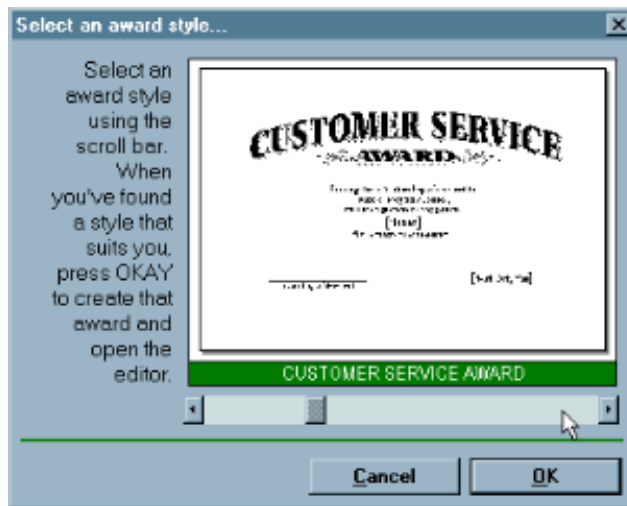 Select an award style...
Select an
award style
using the
scroll bar.
When
you've found
a style that
suits you,
press OKAY
to create that
award and
open the
editor.
CUSTOMER SERVICE
AWARD
CUSTOMER SERVICE AWARD
Cancel
OK